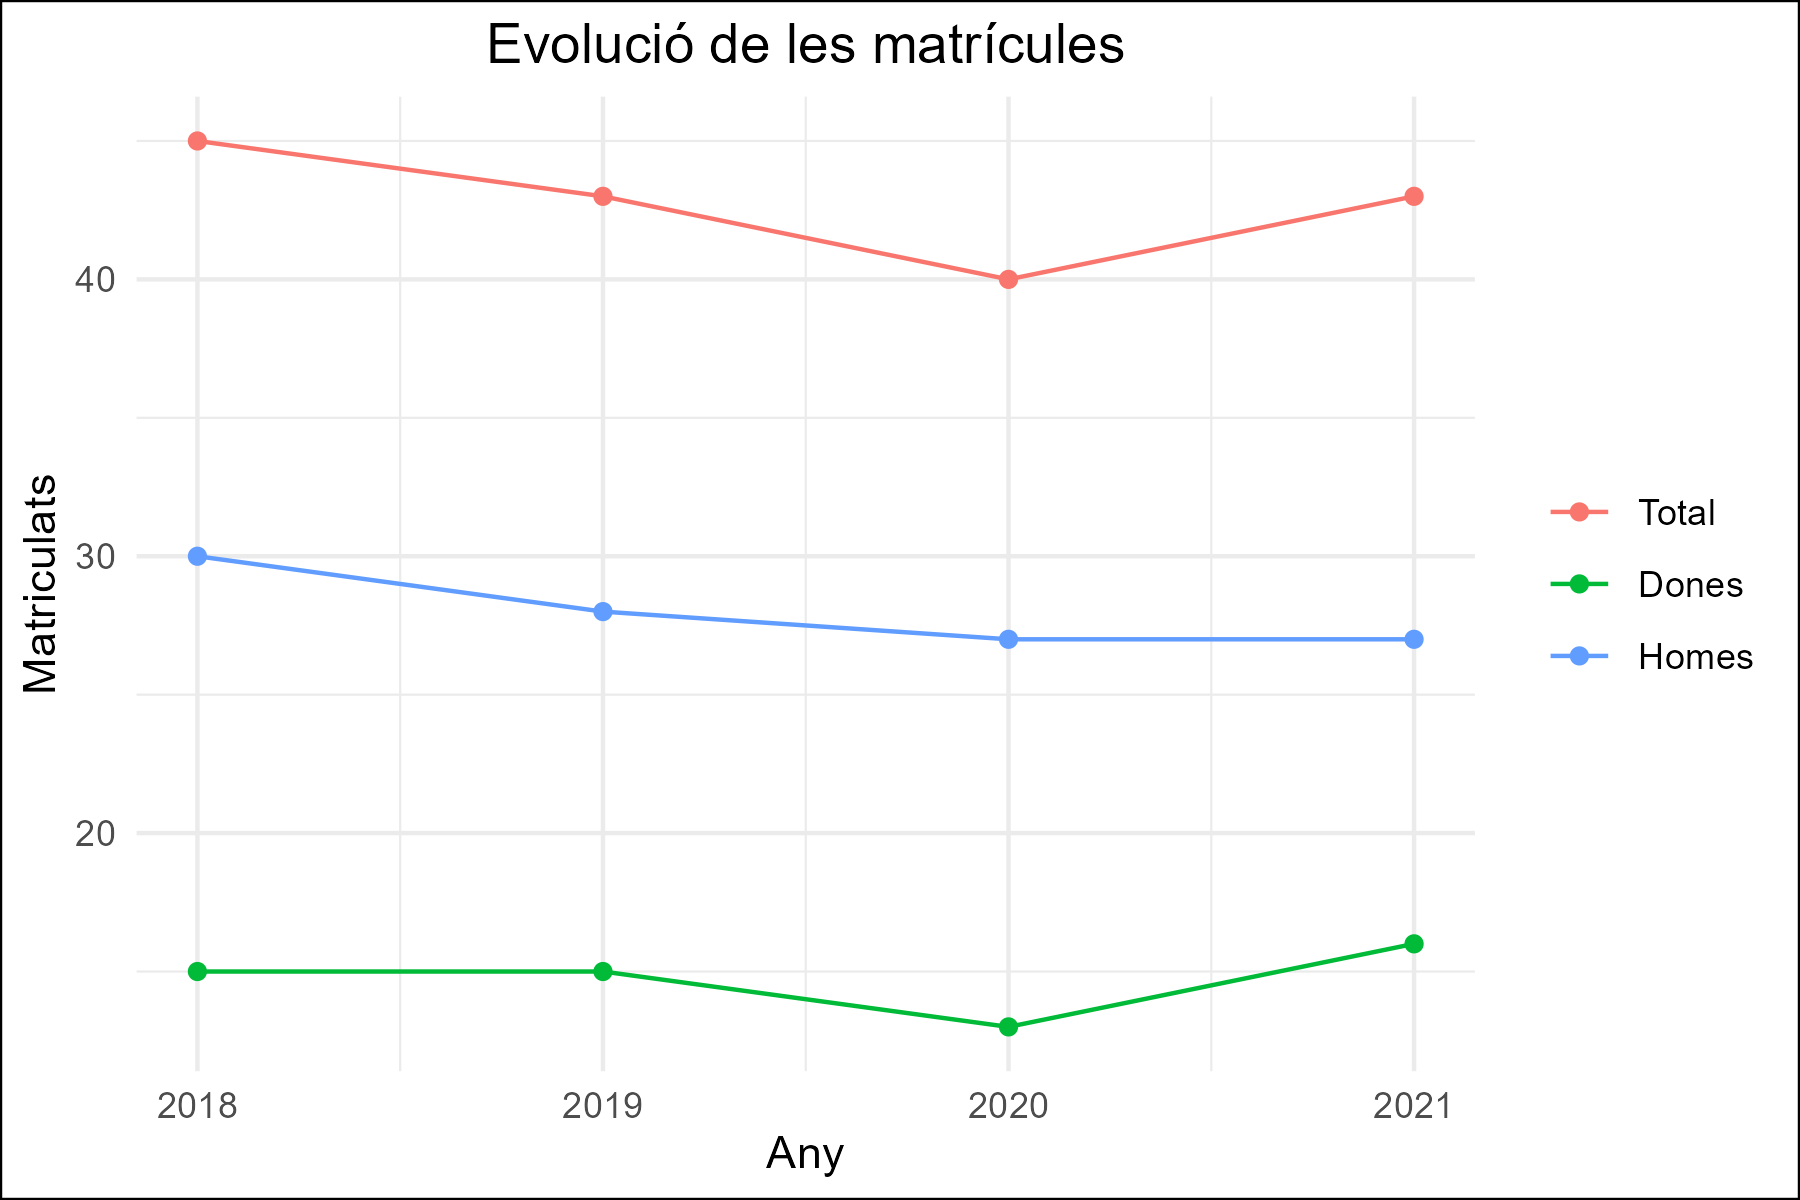 Evolució de les matrícules
Matriculats
40
30
20
2018
2019
2020
2021
Any
Total
Dones
Homes